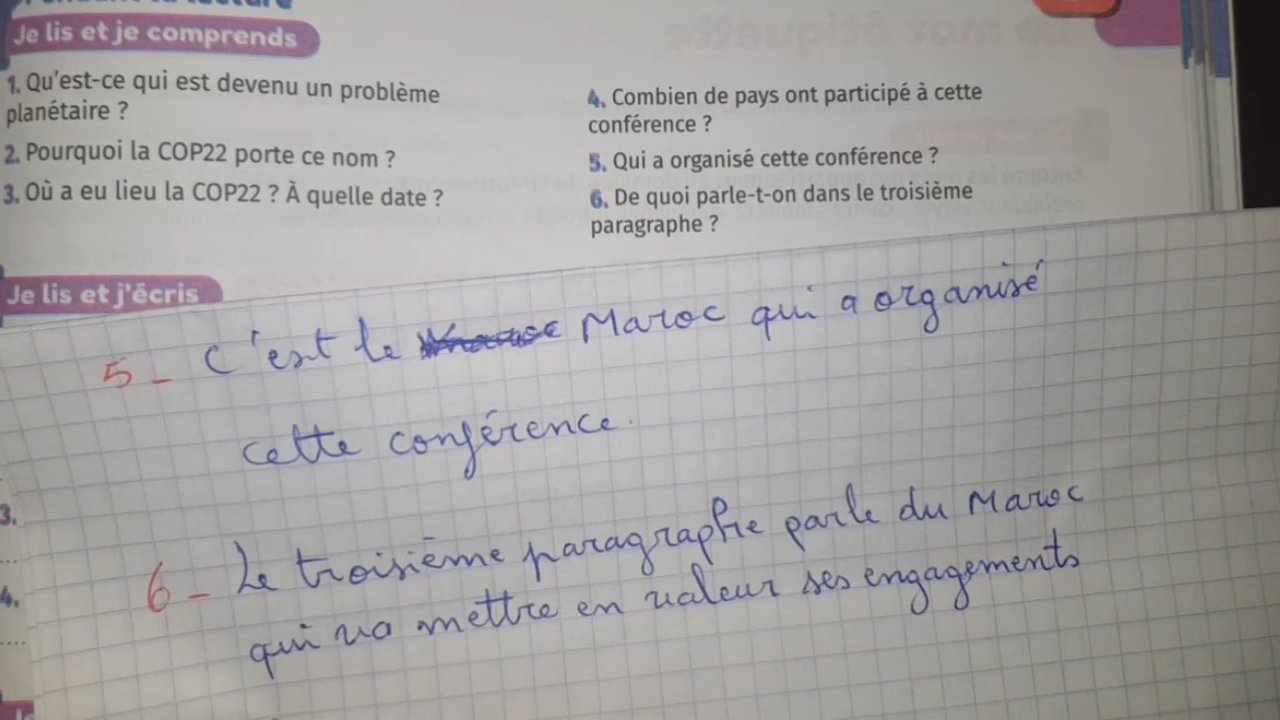 Je lis et je comprends
1. Qu'est-ce qui est devenu un problème
planétaire ?
2. Pourquoi la COP22 porte ce nom ?
3. Où a eu lieu la COP22 ? À quelle date ?
4. Combien de pays ont participé à cette
conférence ?
5. Qui a organisé cette conférence ?
6. De quoi parle-t-on dans le troisième
paragraphe ?
Je lis et j'écris
5 - C'est le Maroc qui a organisé
cette conférence.
6 - Le troisième paragraphe parle du Maroc
qui va mettre en valeur ses engagements
3.
4.